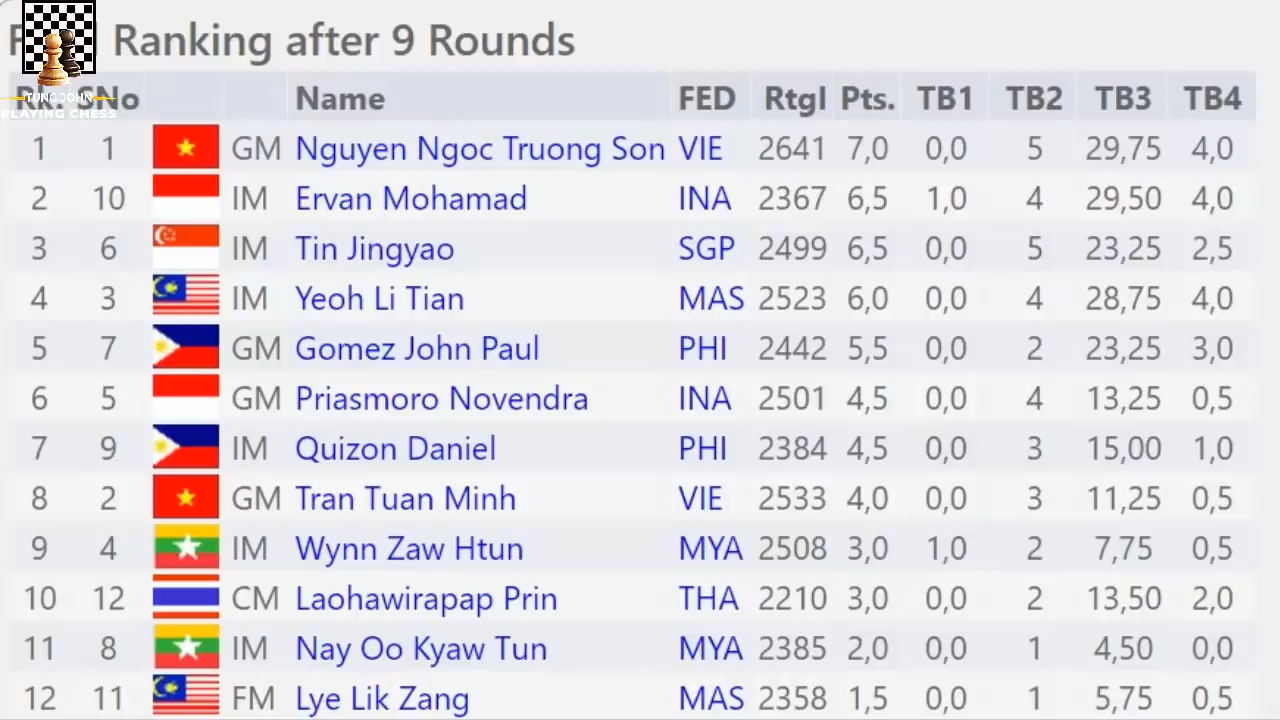 Ranking after 9 Rounds
TUNG JOHN
PLAYING CHESS
Rk. SNo Name FED RtgI Pts. TB1 TB2 TB3 TB4
1 1 GM Nguyen Ngoc Truong Son VIE 2641 7,0 0,0 5 29,75 4,0
2 10 IM Ervan Mohamad INA 2367 6,5 1,0 4 29,50 4,0
3 6 IM Tin Jingyao SGP 2499 6,5 0,0 5 23,25 2,5
4 3 IM Yeoh Li Tian MAS 2523 6,0 0,0 4 28,75 4,0
5 7 GM Gomez John Paul PHI 2442 5,5 0,0 2 23,25 3,0
6 5 GM Priasmoro Novendra INA 2501 4,5 0,0 4 13,25 0,5
7 9 IM Quizon Daniel PHI 2384 4,5 0,0 3 15,00 1,0
8 2 GM Tran Tuan Minh VIE 2533 4,0 0,0 3 11,25 0,5
9 4 IM Wynn Zaw Htun MYA 2508 3,0 1,0 2 7,75 0,5
10 12 CM Laohawirapap Prin THA 2210 3,0 0,0 2 13,50 2,0
11 8 IM Nay Oo Kyaw Tun MYA 2385 2,0 0,0 1 4,50 0,0
12 11 FM Lye Lik Zang MAS 2358 1,5 0,0 1 5,75 0,5